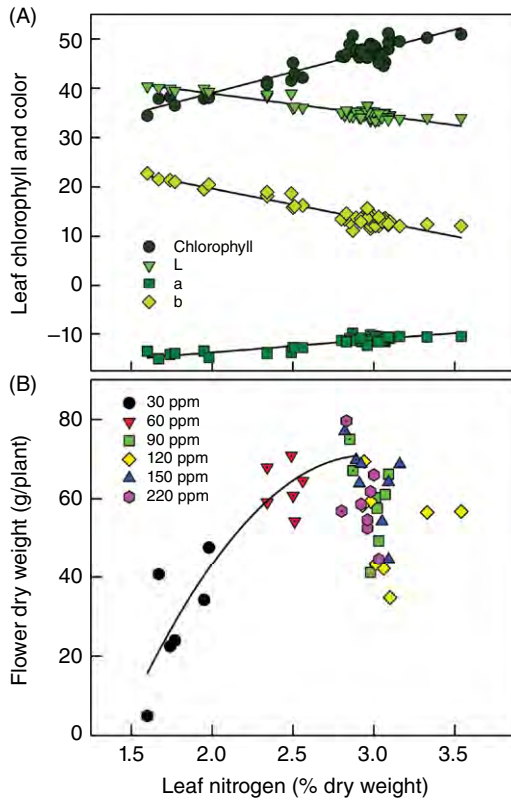 (A)
50
40
30
20
10
0
−10
Leaf chlorophyll and color
Chlorophyll
L
a
b
(B)
80
60
40
20
0
Flower dry weight (g/plant)
30 ppm
60 ppm
90 ppm
120 ppm
150 ppm
220 ppm
1.5 2.0 2.5 3.0 3.5
Leaf nitrogen (% dry weight)